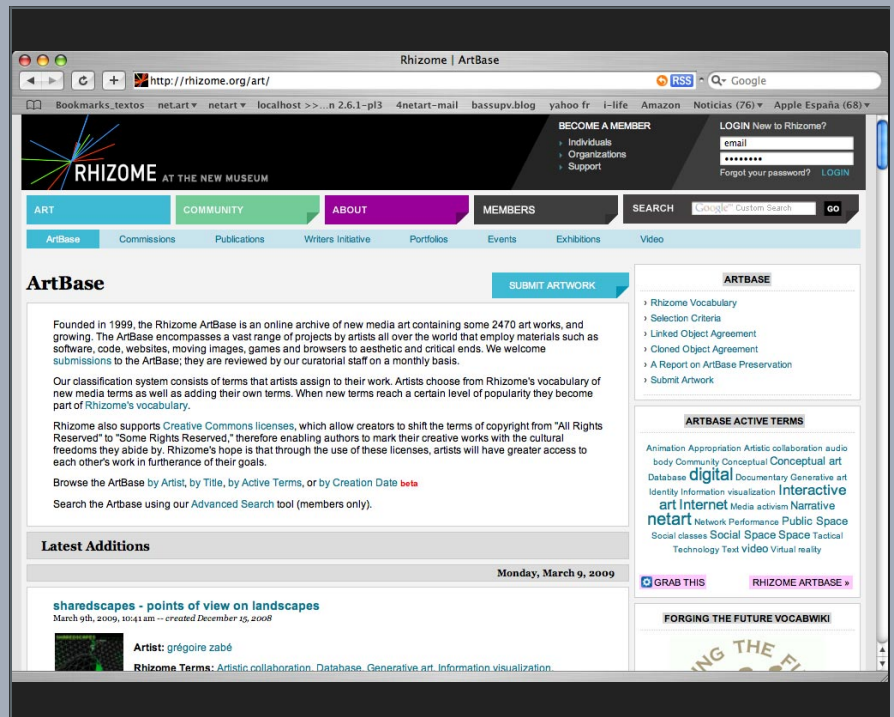 Rhizome | ArtBase
http://rhizome.org/art/
RSS
Google
Bookmarks_textos net.art netart localhost >>...n 2.6.1-pl3 4netart-mail bassupv.blog yahoo fr i-life Amazon Noticias (76) Apple España (68)
RHIZOME AT THE NEW MUSEUM
BECOME A MEMBER
Individuals
Organizations
Support
LOGIN New to Rhizome?
email
••••••••
Forgot your password? LOGIN
ART COMMUNITY ABOUT MEMBERS SEARCH Google™ Custom Search GO
ArtBase Commissions Publications Writers Initiative Portfolios Events Exhibitions Video
ArtBase
SUBMIT ARTWORK
Founded in 1999, the Rhizome ArtBase is an online archive of new media art containing some 2470 art works, and
growing. The ArtBase encompasses a vast range of projects by artists all over the world that employ materials such as
software, code, websites, moving images, games and browsers to aesthetic and critical ends. We welcome
submissions to the ArtBase; they are reviewed by our curatorial staff on a monthly basis.
Our classification system consists of terms that artists assign to their work. Artists choose from Rhizome's vocabulary of
new media terms as well as adding their own terms. When new terms reach a certain level of popularity they become
part of Rhizome's vocabulary.
Rhizome also supports Creative Commons licenses, which allow creators to shift the terms of copyright from "All Rights
Reserved" to "Some Rights Reserved," therefore enabling authors to mark their creative works with the cultural
freedoms they abide by. Rhizome's hope is that through the use of these licenses, artists will have greater access to
each other's work in furtherance of their goals.
Browse the ArtBase by Artist, by Title, by Active Terms, or by Creation Date beta
Search the Artbase using our Advanced Search tool (members only).
Latest Additions
Monday, March 9, 2009
sharedscapes - points of view on landscapes
March 9th, 2009, 10:41 am -- created December 15, 2008
Artist: grégoire zabé
Rhizome Terms: Artistic collaboration, Database, Generative art, Information visualization,
ARTBASE
› Rhizome Vocabulary
› Selection Criteria
› Linked Object Agreement
› Cloned Object Agreement
› A Report on ArtBase Preservation
› Submit Artwork
ARTBASE ACTIVE TERMS
Animation Appropriation Artistic collaboration audio
body Community Conceptual Conceptual art
Database digital Documentary Generative art
Identity Information visualization Interactive
art Internet Media activism Narrative
netart Network Performance Public Space
Social classes Social Space Space Tactical
Technology Text video Virtual reality
GRAB THIS RHIZOME ARTBASE »
FORGING THE FUTURE VOCABWIKI